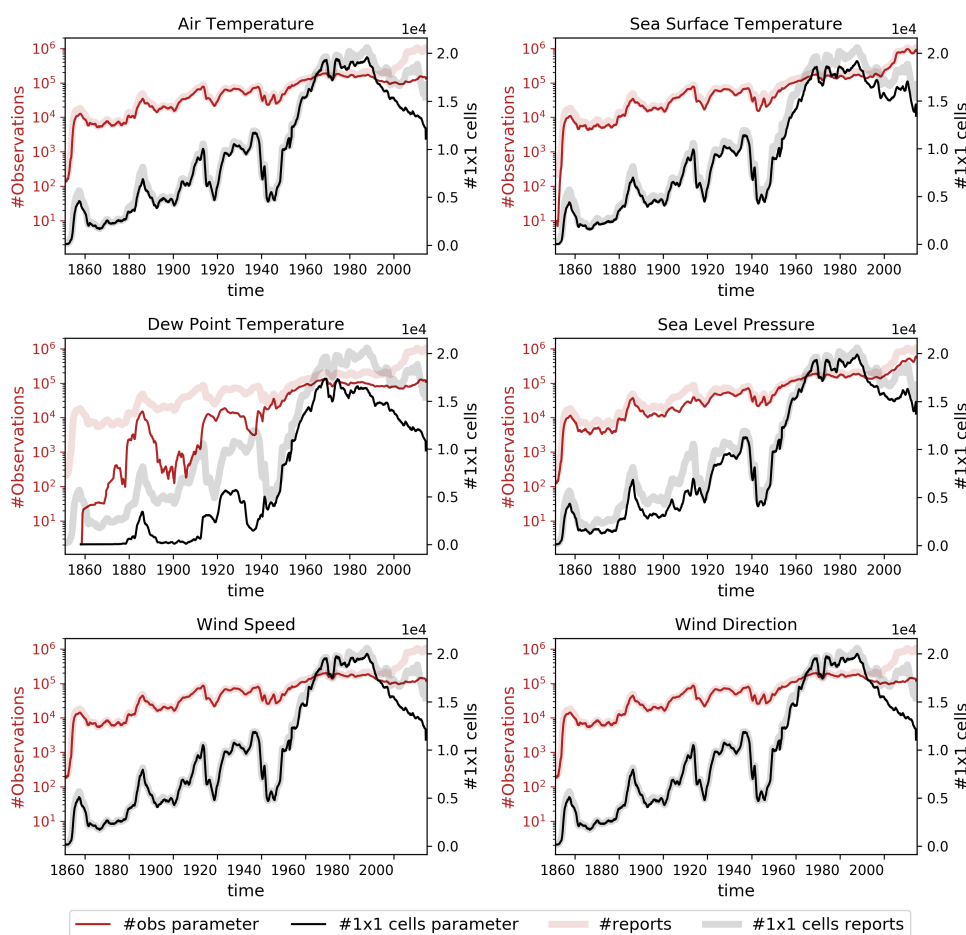 Air Temperature
1e4
#Observations
10^6
10^5
10^4
10^3
10^2
10^1
2.0
1.5
1.0
0.5
0.0
#1x1 cells
1860 1880 1900 1920 1940 1960 1980 2000
time
Sea Surface Temperature
1e4
#Observations
10^6
10^5
10^4
10^3
10^2
10^1
2.0
1.5
1.0
0.5
0.0
#1x1 cells
1860 1880 1900 1920 1940 1960 1980 2000
time
Dew Point Temperature
1e4
#Observations
10^6
10^5
10^4
10^3
10^2
10^1
2.0
1.5
1.0
0.5
0.0
#1x1 cells
1860 1880 1900 1920 1940 1960 1980 2000
time
Sea Level Pressure
1e4
#Observations
10^6
10^5
10^4
10^3
10^2
10^1
2.0
1.5
1.0
0.5
0.0
#1x1 cells
1860 1880 1900 1920 1940 1960 1980 2000
time
Wind Speed
1e4
#Observations
10^6
10^5
10^4
10^3
10^2
10^1
2.0
1.5
1.0
0.5
0.0
#1x1 cells
1860 1880 1900 1920 1940 1960 1980 2000
time
Wind Direction
1e4
#Observations
10^6
10^5
10^4
10^3
10^2
10^1
2.0
1.5
1.0
0.5
0.0
#1x1 cells
1860 1880 1900 1920 1940 1960 1980 2000
time
#obs parameter #1x1 cells parameter #reports #1x1 cells reports